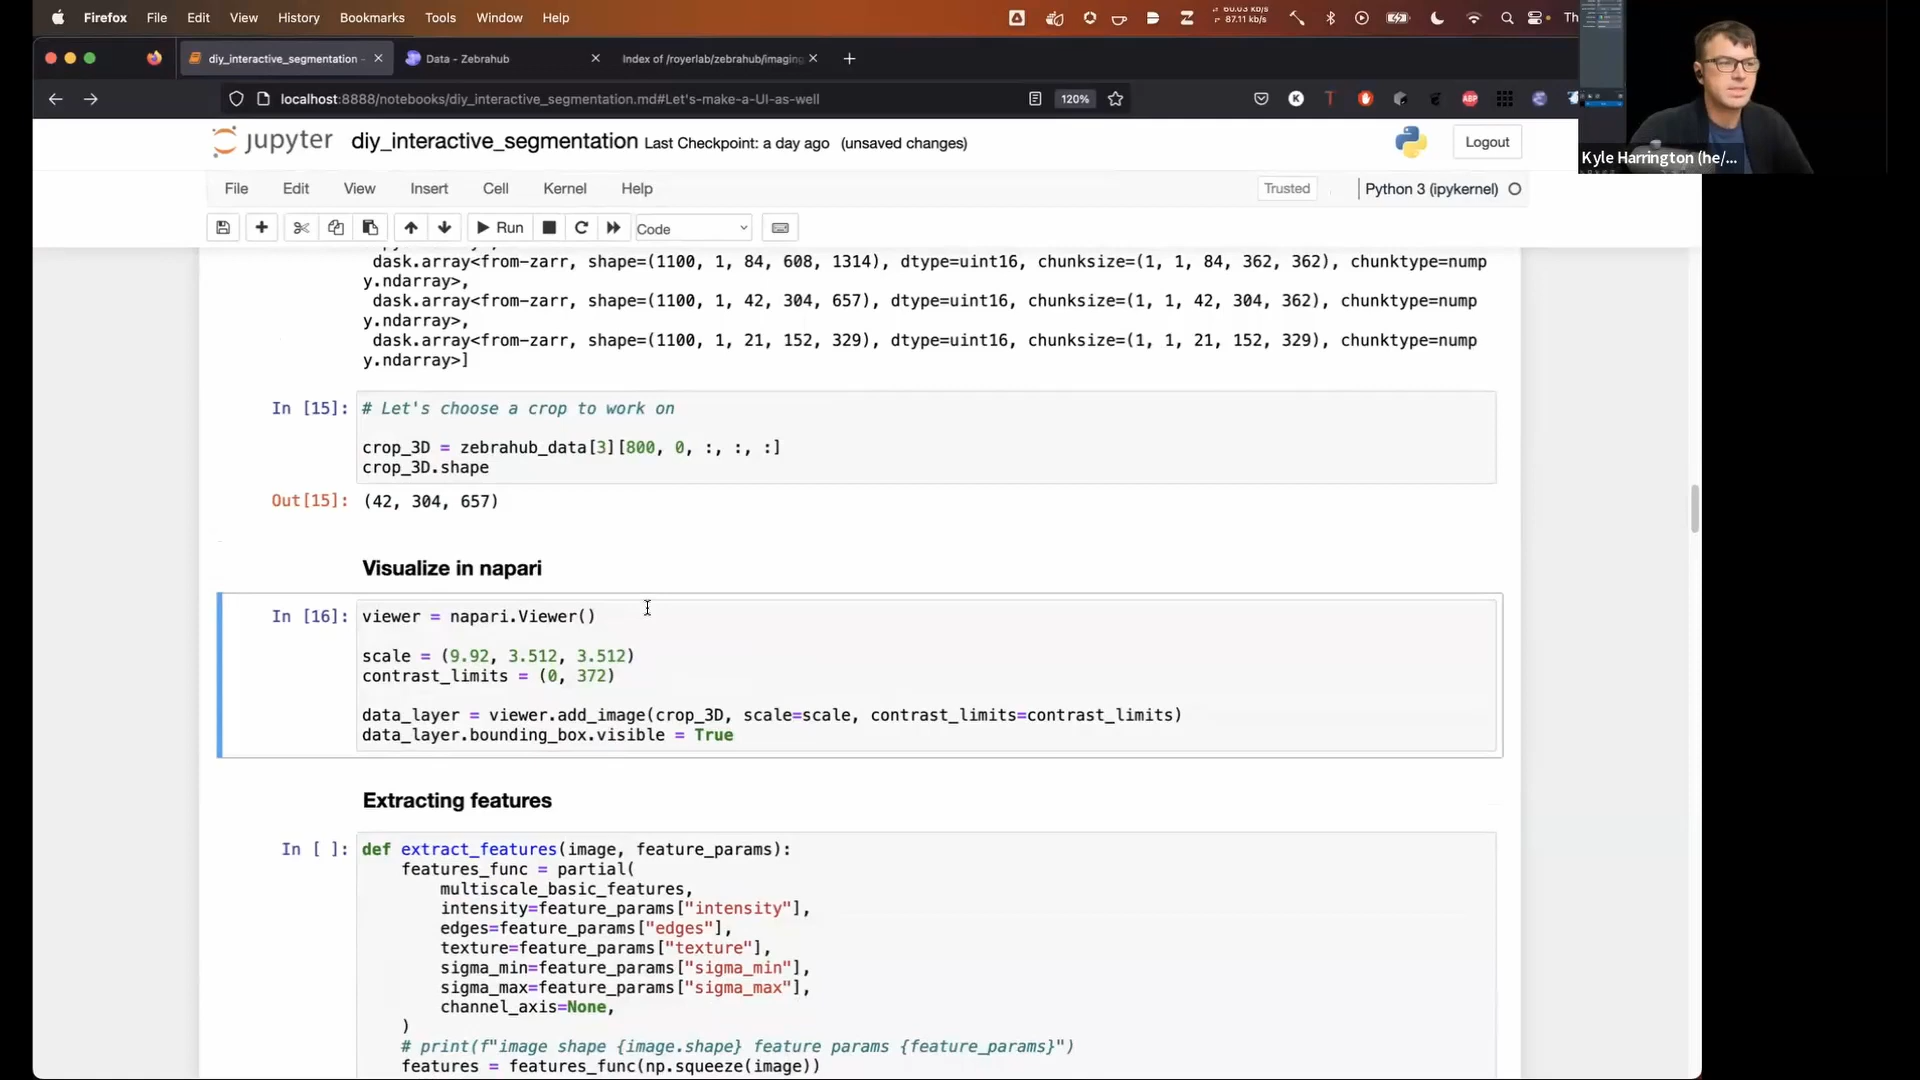 Firefox File Edit View History Bookmarks Tools Window Help
87.11 kb/s
Th
diy_interactive_segmentation -
Data - Zebrahub
Index of /royerlab/zebrahub/imaging
localhost:8888/notebooks/diy_interactive_segmentation.md#Let's-make-a-UI-as-well
120%
K T ABP
Kyle Harrington (he/...
jupyter diy_interactive_segmentation Last Checkpoint: a day ago (unsaved changes)
Logout
File Edit View Insert Cell Kernel Help
Trusted
Python 3 (ipykernel)
Run
Code
dask.array<from-zarr, shape=(1100, 1, 84, 608, 1314), dtype=uint16, chunksize=(1, 1, 84, 362, 362), chunktype=nump
y.ndarray>,
dask.array<from-zarr, shape=(1100, 1, 42, 304, 657), dtype=uint16, chunksize=(1, 1, 42, 304, 362), chunktype=nump
y.ndarray>,
dask.array<from-zarr, shape=(1100, 1, 21, 152, 329), dtype=uint16, chunksize=(1, 1, 21, 152, 329), chunktype=nump
y.ndarray>]
In [15]: # Let's choose a crop to work on
crop_3D = zebrahub_data[3][800, 0, :, :, :]
crop_3D.shape
Out[15]: (42, 304, 657)
Visualize in napari
In [16]: viewer = napari.Viewer()
scale = (9.92, 3.512, 3.512)
contrast_limits = (0, 372)
data_layer = viewer.add_image(crop_3D, scale=scale, contrast_limits=contrast_limits)
data_layer.bounding_box.visible = True
Extracting features
In [ ]: def extract_features(image, feature_params):
features_func = partial(
multiscale_basic_features,
intensity=feature_params["intensity"],
edges=feature_params["edges"],
texture=feature_params["texture"],
sigma_min=feature_params["sigma_min"],
sigma_max=feature_params["sigma_max"],
channel_axis=None,
)
# print(f"image shape {image.shape} feature params {feature_params}")
features = features_func(np.squeeze(image))